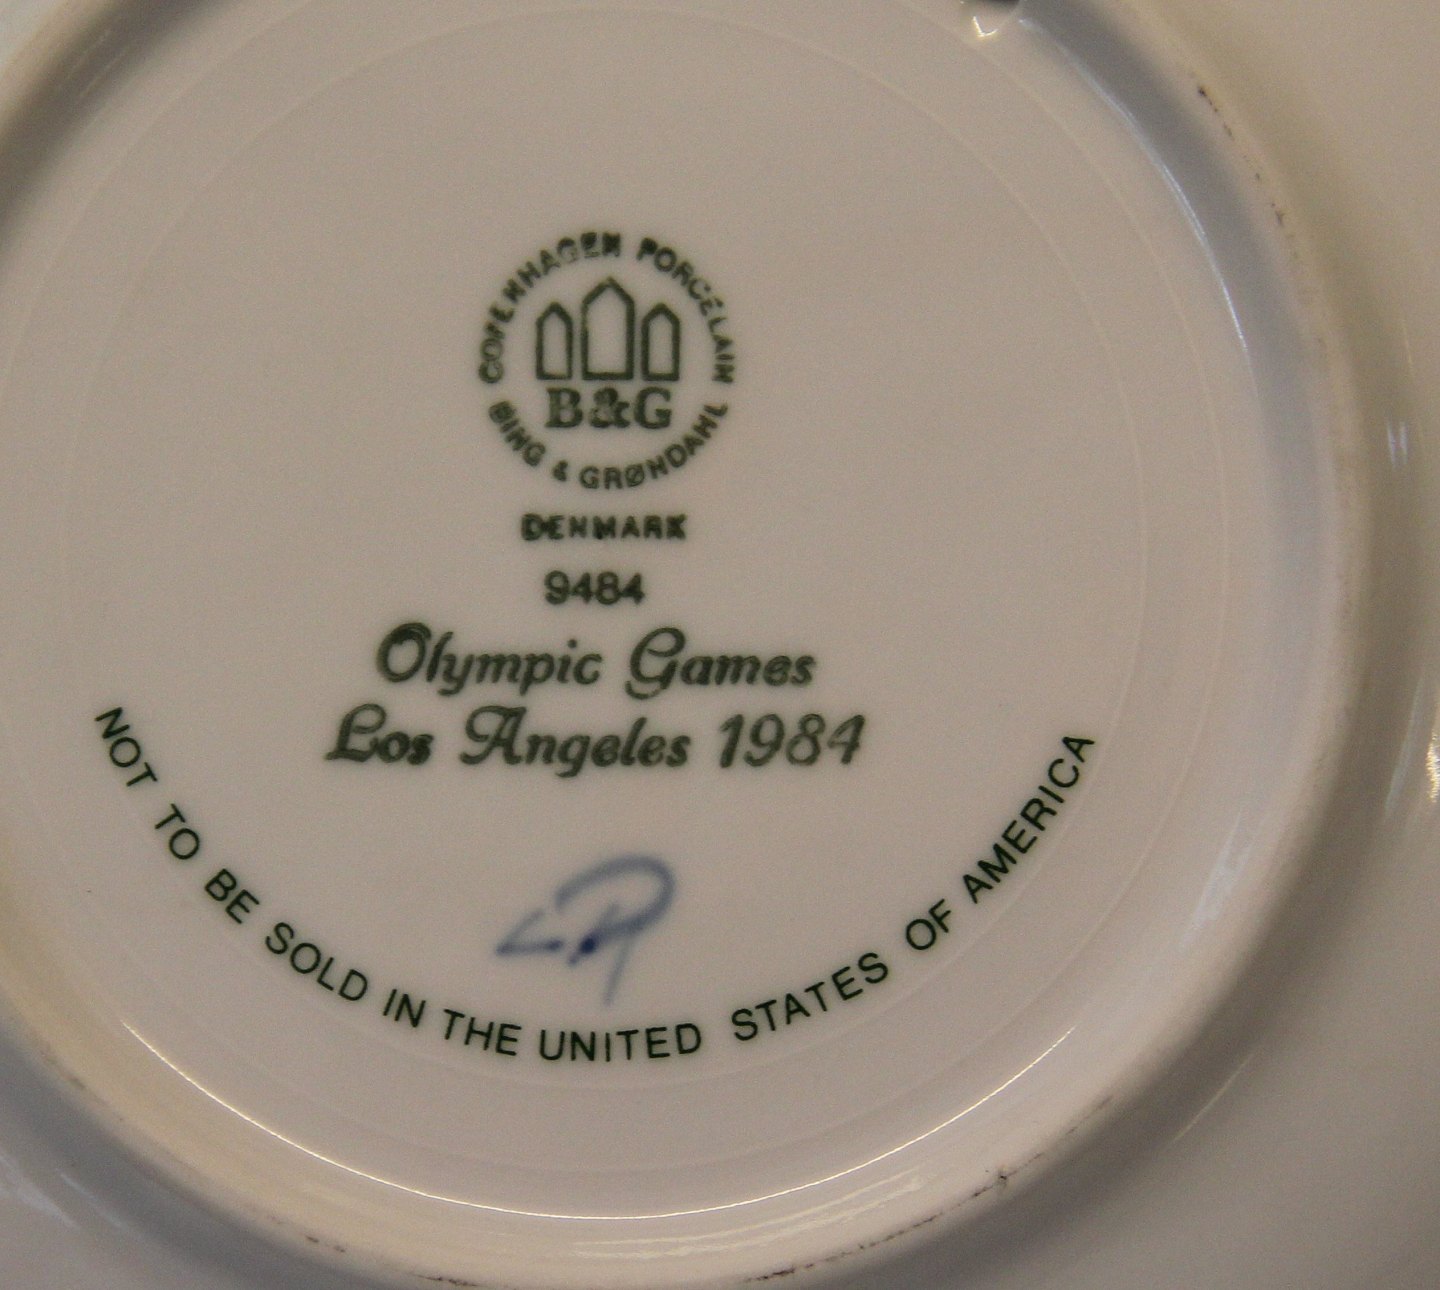 COPENHAGEN PORCELAIN
B&G
BING & GRØNDAHL
DENMARK
9484
Olympic Games
Los Angeles 1984
NOT TO BE SOLD IN THE UNITED STATES OF AMERICA